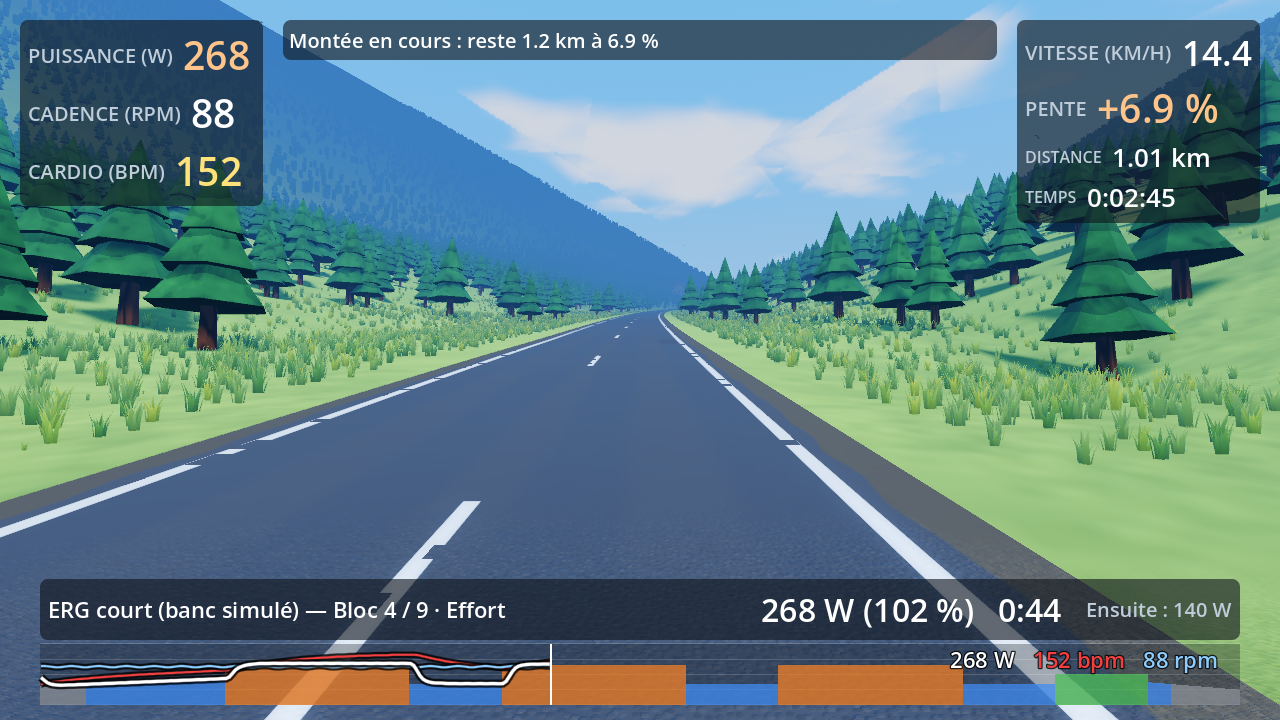 PUISSANCE (W) 268
CADENCE (RPM) 88
CARDIO (BPM) 152
Montée en cours : reste 1.2 km à 6.9 %
VITESSE (KM/H) 14.4
PENTE +6.9 %
DISTANCE 1.01 km
TEMPS 0:02:45
ERG court (banc simulé) — Bloc 4 / 9 · Effort
268 W (102 %) 0:44 Ensuite : 140 W
268 W 152 bpm 88 rpm